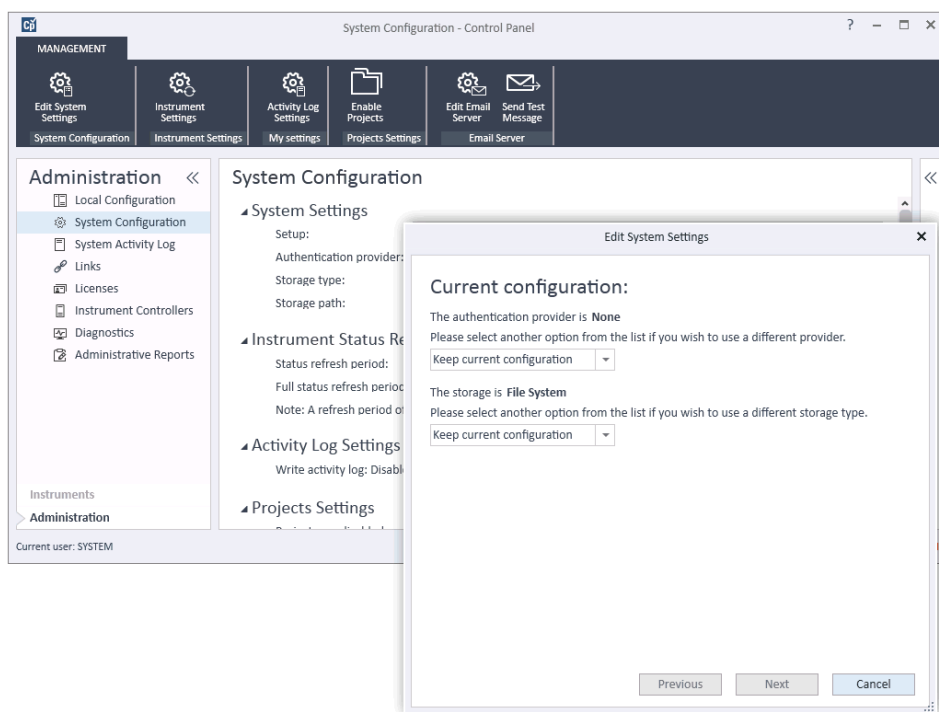 Cp
System Configuration - Control Panel
?
MANAGEMENT
Edit System
Settings
Instrument
Settings
Activity Log
Settings
Enable
Projects
Edit Email
Server
Send Test
Message
System Configuration
Instrument Settings
My settings
Projects Settings
Email Server
Administration
Local Configuration
System Configuration
System Activity Log
Links
Licenses
Instrument Controllers
Diagnostics
Administrative Reports
Instruments
Administration
Current user: SYSTEM
System Configuration
System Settings
Setup:
Authentication provider:
Storage type:
Storage path:
Instrument Status Re
Status refresh period:
Full status refresh period
Note: A refresh period o
Activity Log Settings
Write activity log: Disabl
Projects Settings
Edit System Settings
Current configuration:
The authentication provider is None
Please select another option from the list if you wish to use a different provider.
Keep current configuration
The storage is File System
Please select another option from the list if you wish to use a different storage type.
Keep current configuration
Previous
Next
Cancel